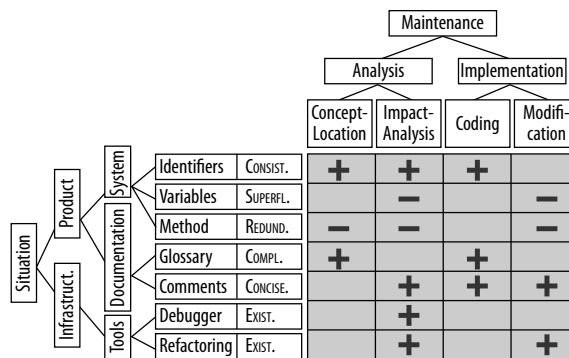 Maintenance
Analysis
Implementation
Concept-
Location
Impact-
Analysis
Coding
Modifi-
cation
Situation
Product
Infrastruct.
System
Documentation
Tools
Identifiers CONSIST. + + +
Variables SUPERFL. − −
Method REDUND. − − −
Glossary COMPL. + +
Comments CONCISE. + + +
Debugger EXIST. +
Refactoring EXIST. + +